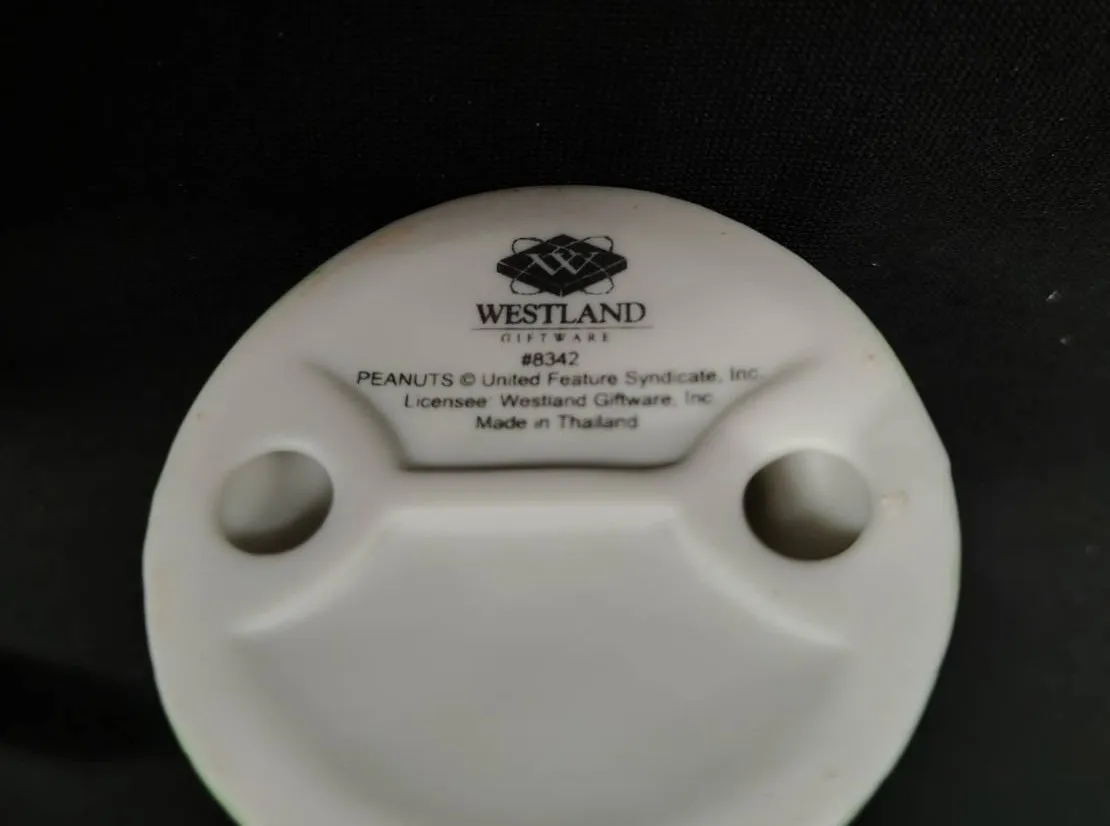 W
WESTLAND
GIFTWARE
#8342
PEANUTS © United Feature Syndicate, Inc.
Licensee: Westland Giftware, Inc.
Made in Thailand